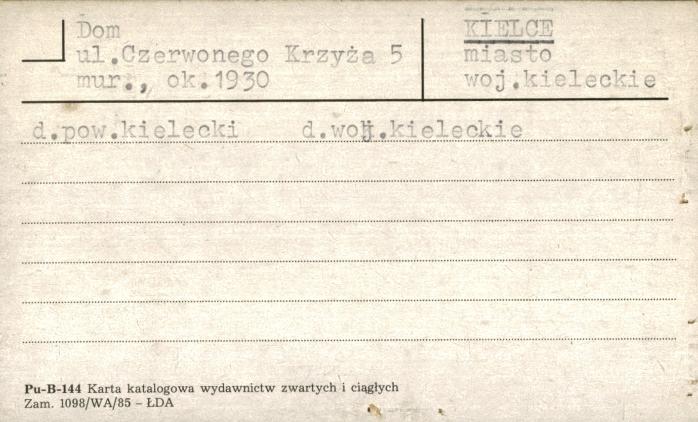 Dom
ul.Czerwonego Krzyża 5
mur., ok.1930
KIELCE
miasto
woj.kieleckie
d.pow.kielecki d.woj.kieleckie
Pu-B-144 Karta katalogowa wydawnictw zwartych i ciągłych
Zam. 1098/WA/85 – ŁDA